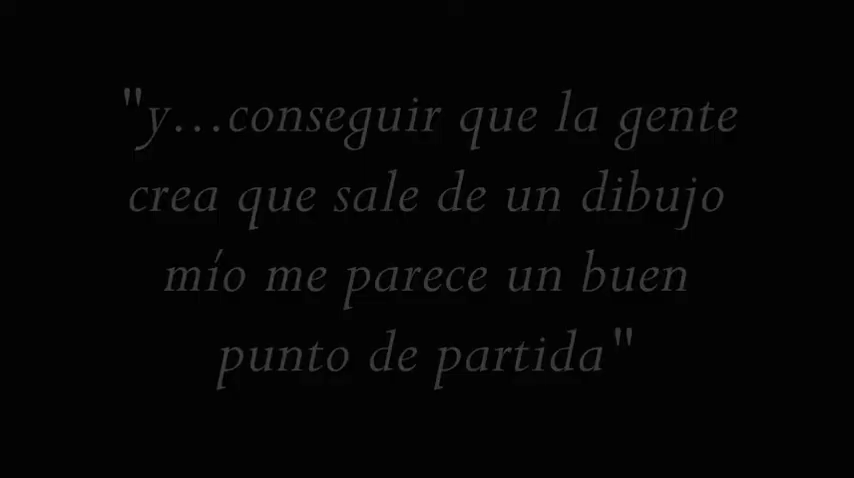 "y...conseguir que la gente
crea que sale de un dibujo
mío me parece un buen
punto de partida"